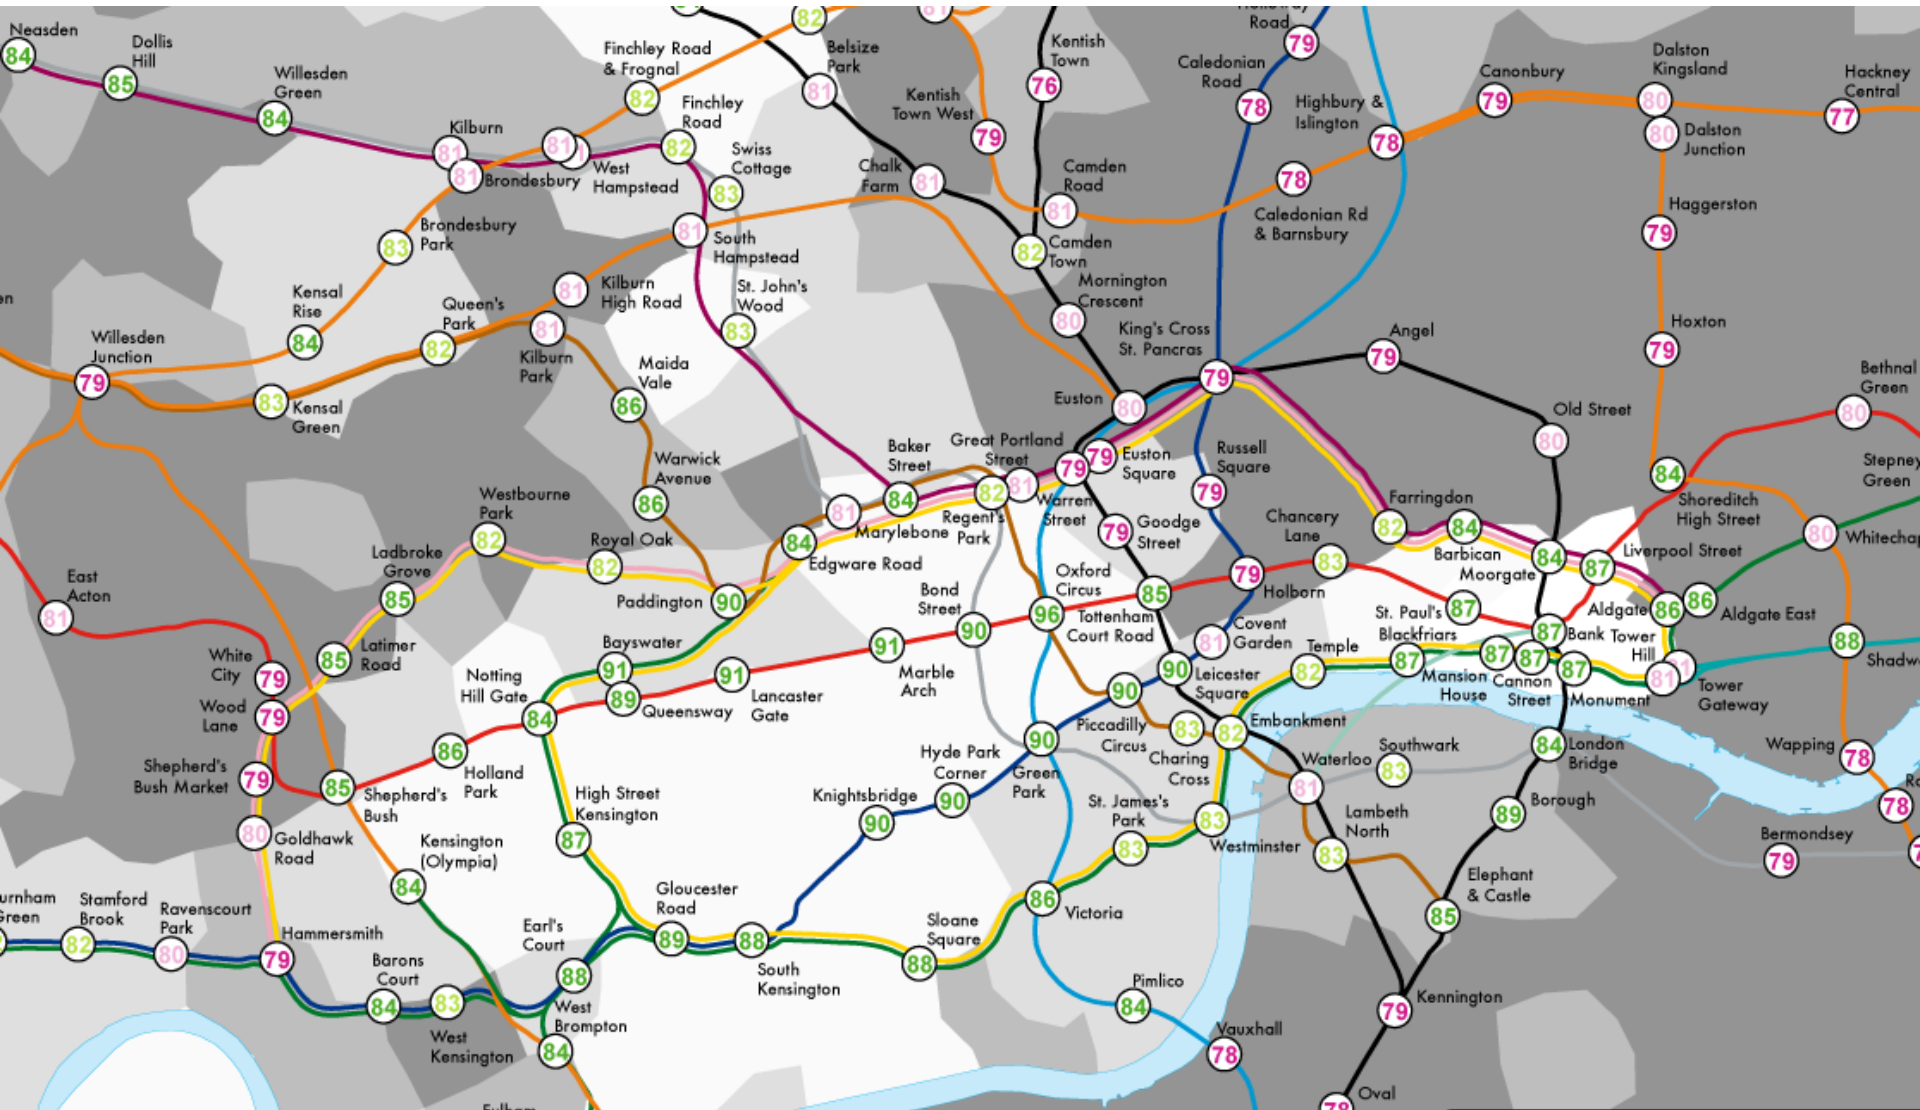 Neasden
84
Dollis
Hill
85
Willesden
Green
84
Finchley Road
& Frognal
82
82
Belsize
Park
81
Kentish
Town
76
Road
79
Caledonian
Road
78
Canonbury
79
Dalston
Kingsland
80
Hackney
Central
77
Kilburn
81
81
Brondesbury
81
West
Hampstead
Finchley
Road
82
Swiss
Cottage
83
Kentish
Town West
79
Highbury &
Islington
78
80
Dalston
Junction
Chalk
Farm
81
Camden
Road
81
78
Caledonian Rd
& Barnsbury
Haggerston
79
Brondesbury
Park
83
81
South
Hampstead
82
Camden
Town
Kensal
Rise
84
Queen's
Park
82
81
Kilburn
High Road
St. John's
Wood
83
Mornington
Crescent
80
Willesden
Junction
79
81
Kilburn
Park
King's Cross
St. Pancras
79
Angel
79
Hoxton
79
83
Kensal
Green
Maida
Vale
86
Euston
80
Old Street
80
Bethnal
Green
80
Warwick
Avenue
86
Baker
Street
84
Great Portland
Street
81
79
Warren
Street
79
Euston
Square
Russell
Square
79
84
Shoreditch
High Street
Stepney
Green
Westbourne
Park
82
81
Marylebone
82
Regent's
Park
79
Goodge
Street
Chancery
Lane
83
Farringdon
82
84
Barbican
84
Moorgate
87
Liverpool Street
80
Ladbroke
Grove
85
Royal Oak
82
84
Edgware Road
Paddington
90
East
Acton
81
Bond
Street
90
Oxford
Circus
96
85
Tottenham
Court Road
79
Holborn
St. Paul's
87
87
Bank
Aldgate
86
86
Aldgate East
White
City
79
85
Latimer
Road
Bayswater
91
91
Marble
Arch
81
Covent
Garden
Temple
82
Blackfriars
87
87
Mansion
House
87
Cannon
Street
87
Monument
Tower
Hill
81
Tower
Gateway
88
Wood
Lane
79
Notting
Hill Gate
84
89
Queensway
91
Lancaster
Gate
90
Leicester
Square
90
Piccadilly
Circus
83
Charing
Cross
82
Embankment
Shepherd's
Bush Market
79
85
Shepherd's
Bush
86
Holland
Park
Hyde Park
Corner
90
90
Green
Park
Waterloo
81
Southwark
83
84
London
Bridge
Wapping
78
78
80
Goldhawk
Road
Kensington
(Olympia)
84
High Street
Kensington
87
Knightsbridge
90
St. James's
Park
83
83
Westminster
Lambeth
North
83
89
Borough
Bermondsey
79
Green
Stamford
Brook
82
Ravenscourt
Park
80
Hammersmith
79
Barons
Court
84
83
West
Kensington
Earl's
Court
88
Gloucester
Road
89
88
South
Kensington
Sloane
Square
88
86
Victoria
Elephant
& Castle
85
West
Brompton
84
Pimlico
84
Vauxhall
78
79
Kennington
Oval
78